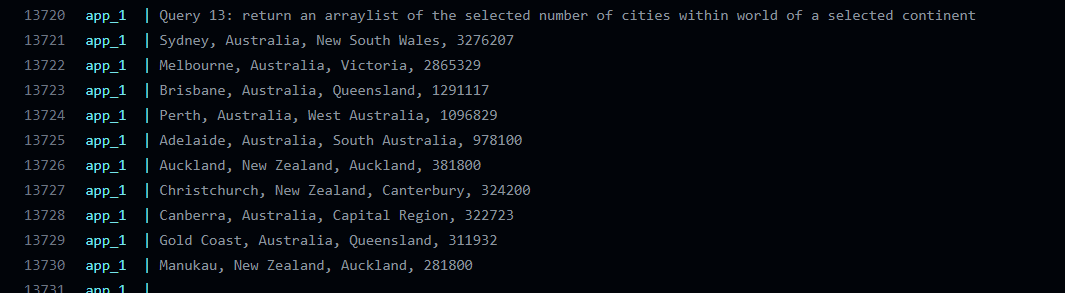 13720 app_1 | Query 13: return an arraylist of the selected number of cities within world of a selected continent
13721 app_1 | Sydney, Australia, New South Wales, 3276207
13722 app_1 | Melbourne, Australia, Victoria, 2865329
13723 app_1 | Brisbane, Australia, Queensland, 1291117
13724 app_1 | Perth, Australia, West Australia, 1096829
13725 app_1 | Adelaide, Australia, South Australia, 978100
13726 app_1 | Auckland, New Zealand, Auckland, 381800
13727 app_1 | Christchurch, New Zealand, Canterbury, 324200
13728 app_1 | Canberra, Australia, Capital Region, 322723
13729 app_1 | Gold Coast, Australia, Queensland, 311932
13730 app_1 | Manukau, New Zealand, Auckland, 281800
13731 app_1 |